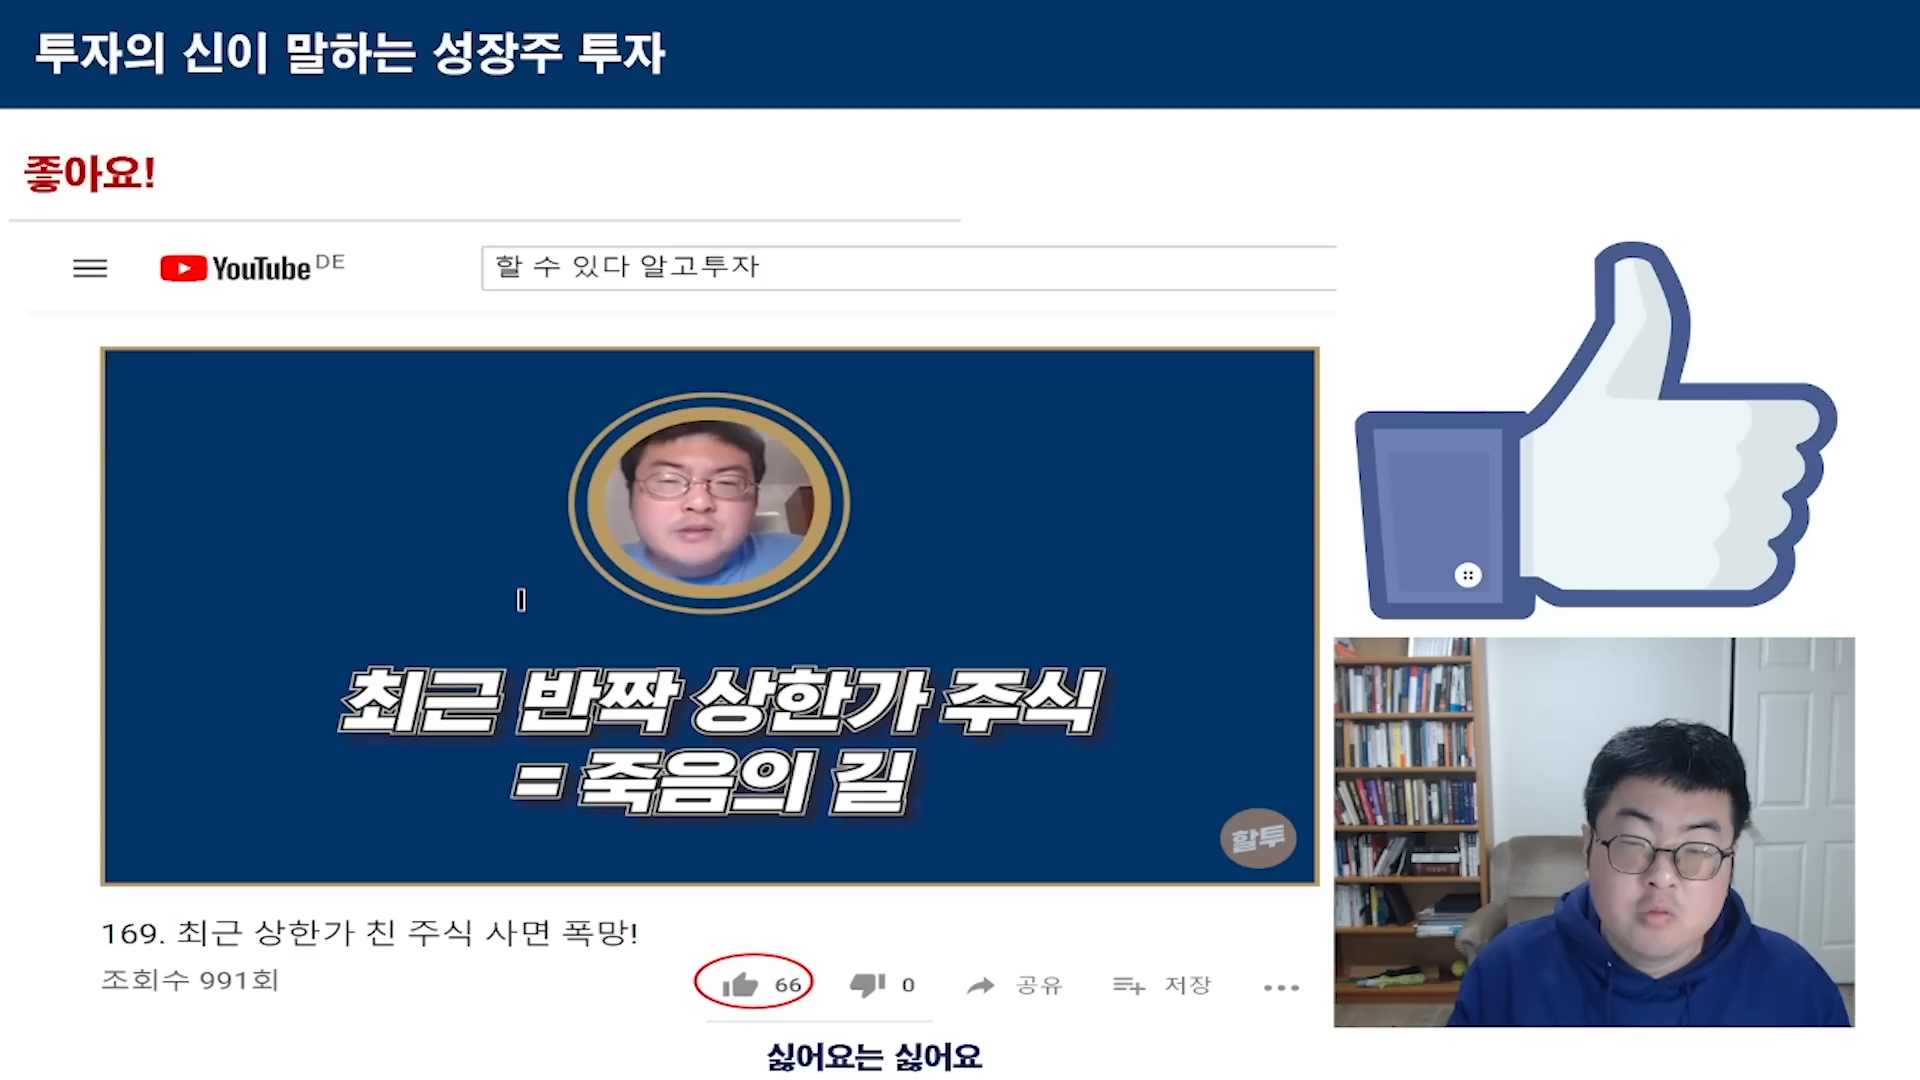 투자의 신이 말하는 성장주 투자
좋아요!
YouTube DE
할 수 있다 알고투자
최근 반짝 상한가 주식
= 죽음의 길
할투
169. 최근 상한가 친 주식 사면 폭망!
조회수 991회
66 0 공유 저장
싫어요는 싫어요